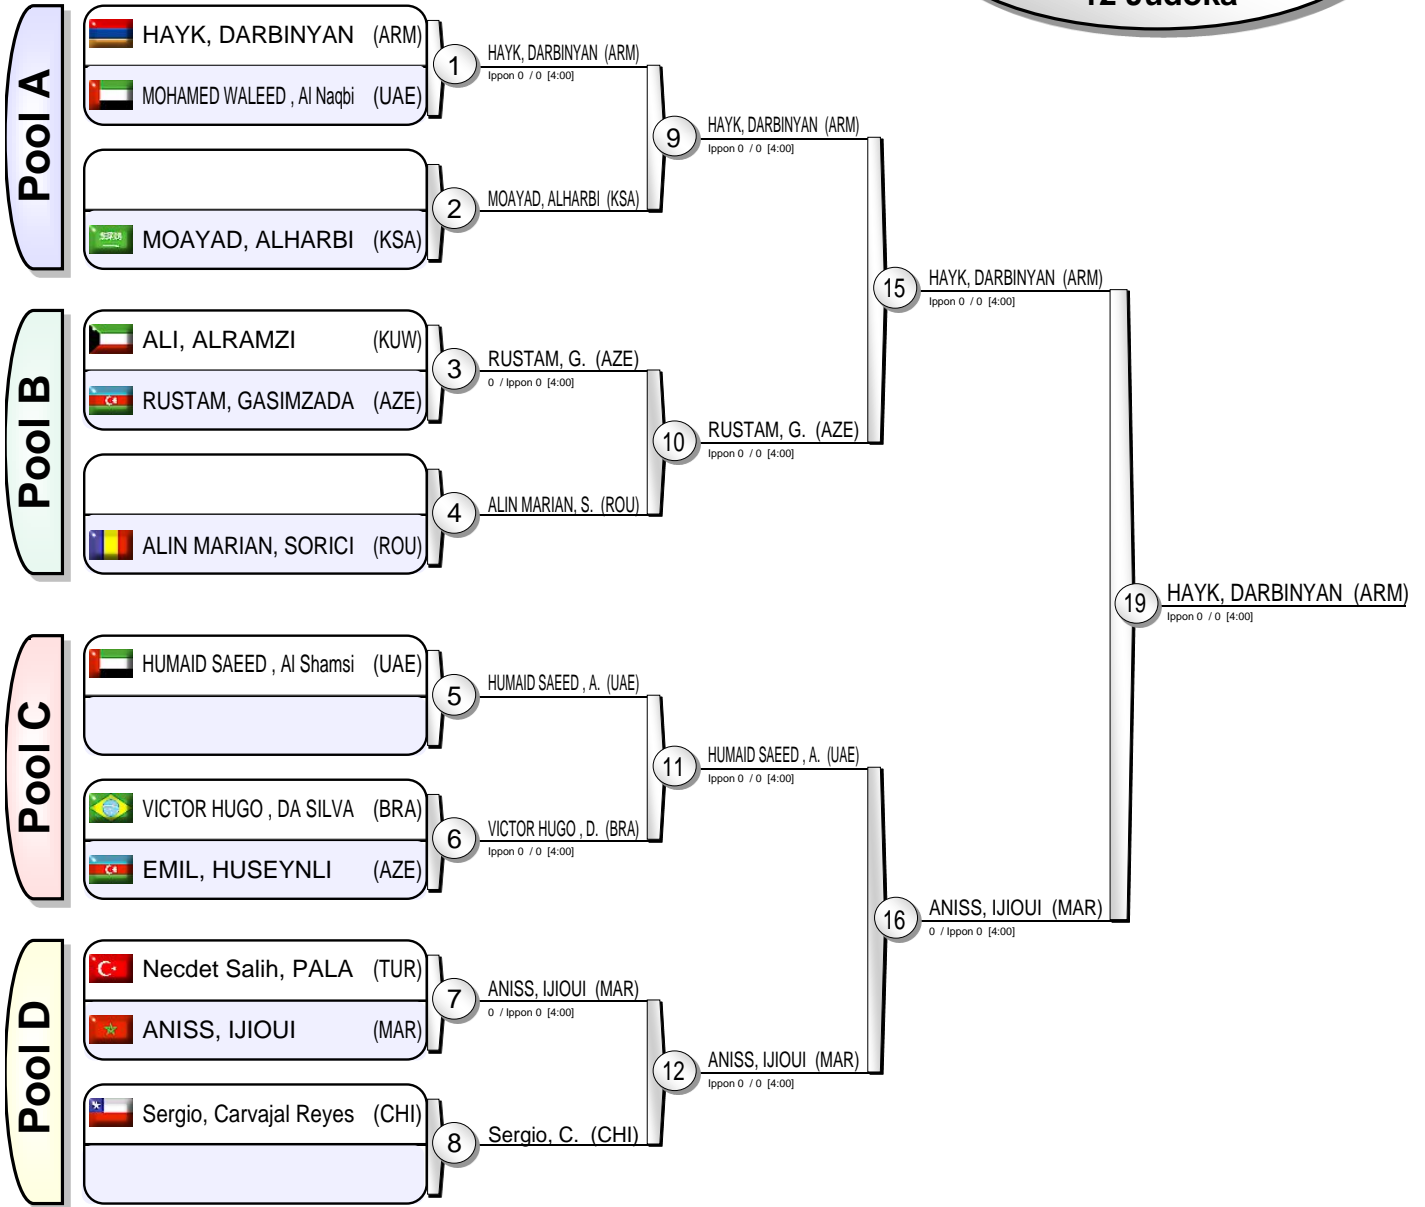 12 Judoka
Pool A
HAYK, DARBINYAN (ARM)
MOHAMED WALEED , Al Naqbi (UAE)
MOAYAD, ALHARBI (KSA)
1
HAYK, DARBINYAN (ARM)
Ippon 0 / 0 [4:00]
2
MOAYAD, ALHARBI (KSA)
9
HAYK, DARBINYAN (ARM)
Ippon 0 / 0 [4:00]
Pool B
ALI, ALRAMZI (KUW)
RUSTAM, GASIMZADA (AZE)
ALIN MARIAN, SORICI (ROU)
3
RUSTAM, G. (AZE)
0 / Ippon 0 [4:00]
4
ALIN MARIAN, S. (ROU)
10
RUSTAM, G. (AZE)
Ippon 0 / 0 [4:00]
15
HAYK, DARBINYAN (ARM)
Ippon 0 / 0 [4:00]
Pool C
HUMAID SAEED , Al Shamsi (UAE)
VICTOR HUGO , DA SILVA (BRA)
EMIL, HUSEYNLI (AZE)
5
HUMAID SAEED , A. (UAE)
6
VICTOR HUGO , D. (BRA)
Ippon 0 / 0 [4:00]
11
HUMAID SAEED , A. (UAE)
Ippon 0 / 0 [4:00]
Pool D
Necdet Salih, PALA (TUR)
ANISS, IJIOUI (MAR)
Sergio, Carvajal Reyes (CHI)
7
ANISS, IJIOUI (MAR)
0 / Ippon 0 [4:00]
8
Sergio, C. (CHI)
12
ANISS, IJIOUI (MAR)
Ippon 0 / 0 [4:00]
16
ANISS, IJIOUI (MAR)
0 / Ippon 0 [4:00]
19
HAYK, DARBINYAN (ARM)
Ippon 0 / 0 [4:00]